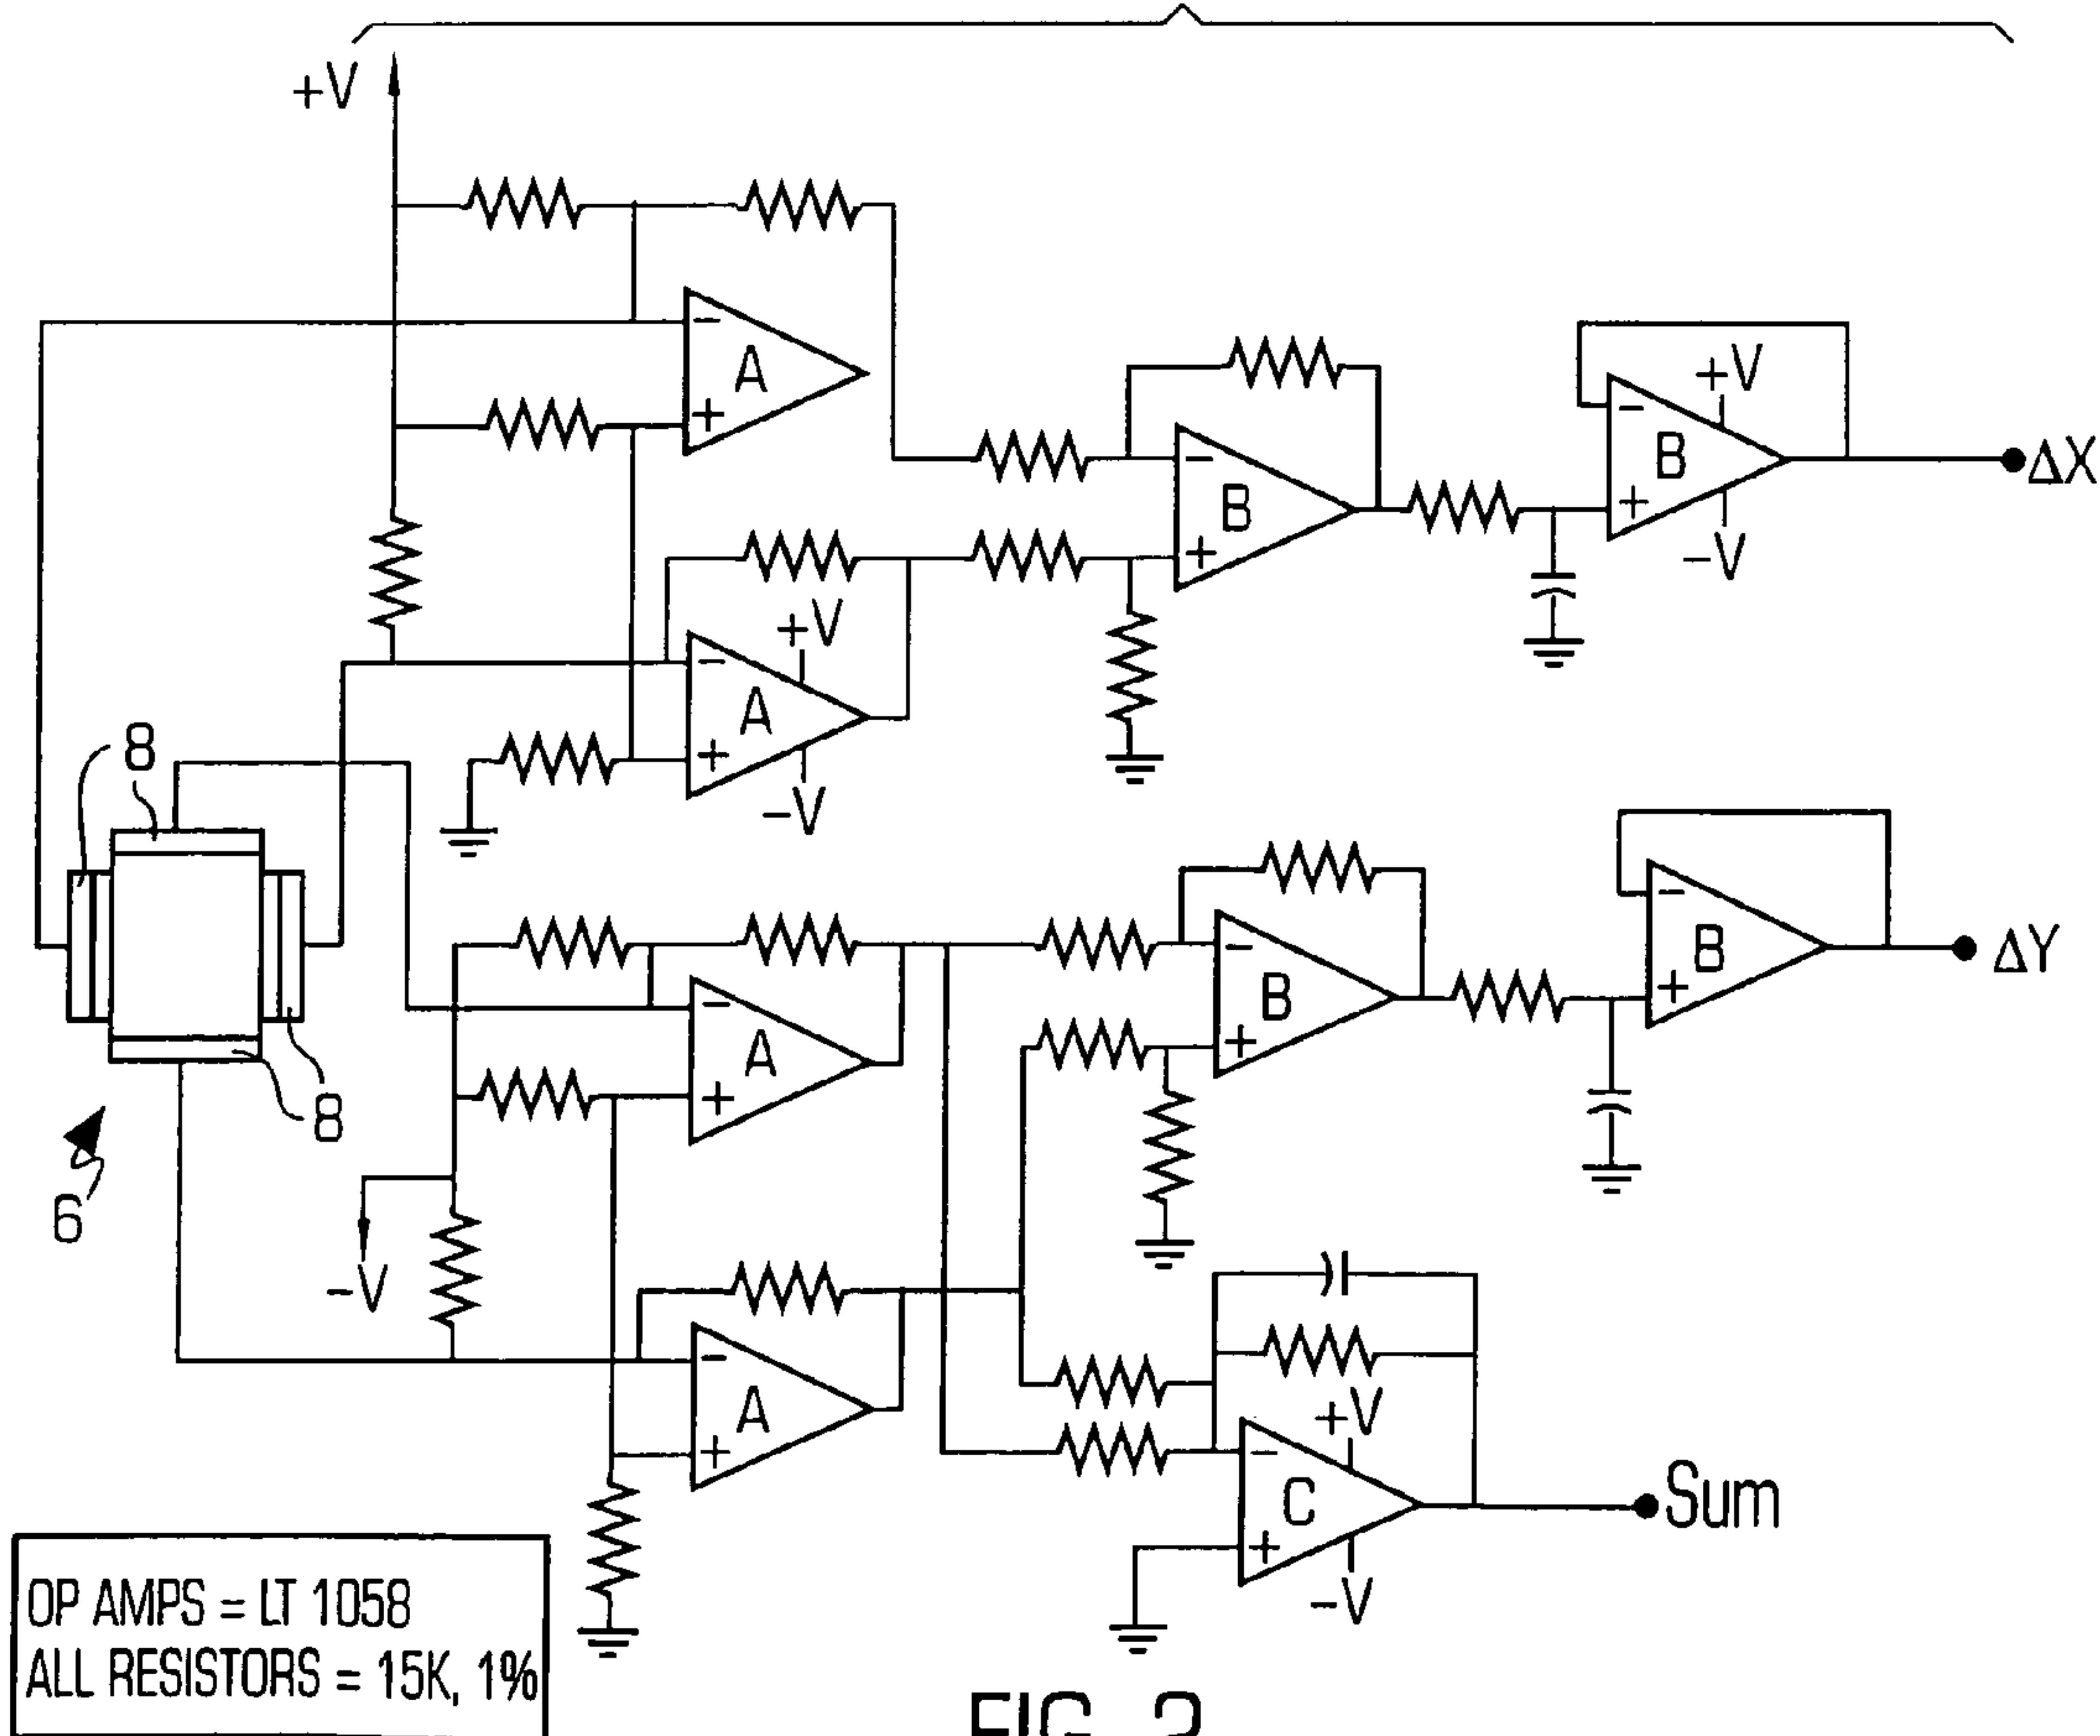 +V
−
A
+
−
B
+
+V
−
B
+
−V
ΔX
+V
−
A
+
−V
8
8
8
6
−
A
+
−
B
+
−
B
+
ΔY
−V
−
A
+
+V
−
C
+
−V
Sum
OP AMPS = LT 1058
ALL RESISTORS = 15K, 1%